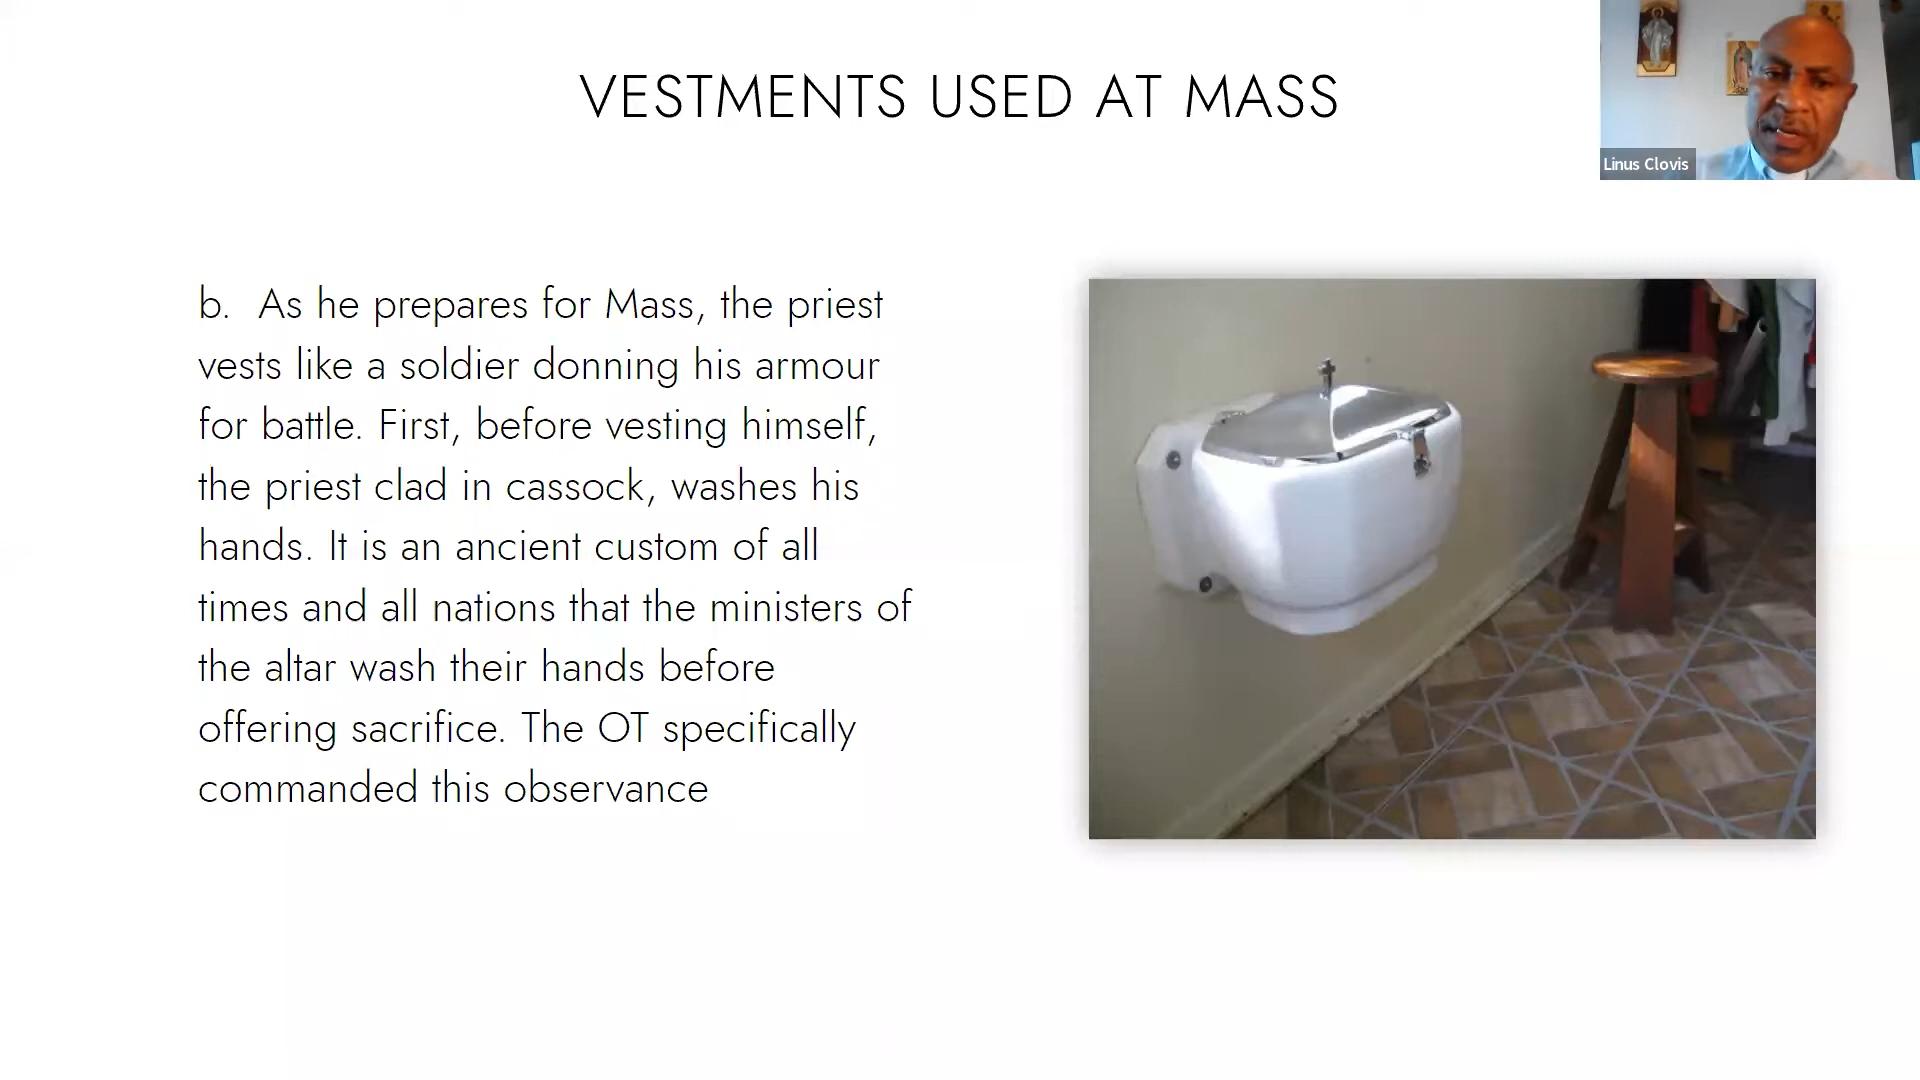 VESTMENTS USED AT MASS
Linus Clovis
b. As he prepares for Mass, the priest
vests like a soldier donning his armour
for battle. First, before vesting himself,
the priest clad in cassock, washes his
hands. It is an ancient custom of all
times and all nations that the ministers of
the altar wash their hands before
offering sacrifice. The OT specifically
commanded this observance